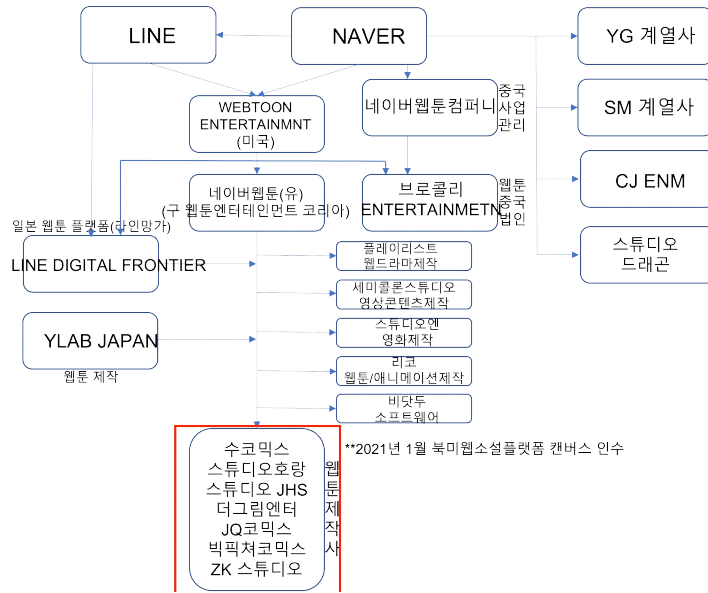 LINE
NAVER
YG 계열사
WEBTOON
ENTERTAINMNT
(미국)
네이버웹툰컴퍼니
중국
사업
관리
SM 계열사
네이버웹툰(유)
(구 웹툰엔터테인먼트 코리아)
브로콜리
ENTERTAINMETN
웹툰
중국
법인
CJ ENM
일본 웹툰 플랫폼(라인망가)
LINE DIGITAL FRONTIER
스튜디오
드래곤
플레이리스트
웹드라마제작
세미콜론스튜디오
영상콘텐츠제작
YLAB JAPAN
웹툰 제작
스튜디오엔
영화제작
리코
웹툰/애니메이션제작
비닷두
소프트웨어
**2021년 1월 북미웹소설플랫폼 캔버스 인수
수코믹스
스튜디오호랑
스튜디오 JHS
더그림엔터
JQ코믹스
빅픽쳐코믹스
ZK 스튜디오
웹
툰
제
작
사